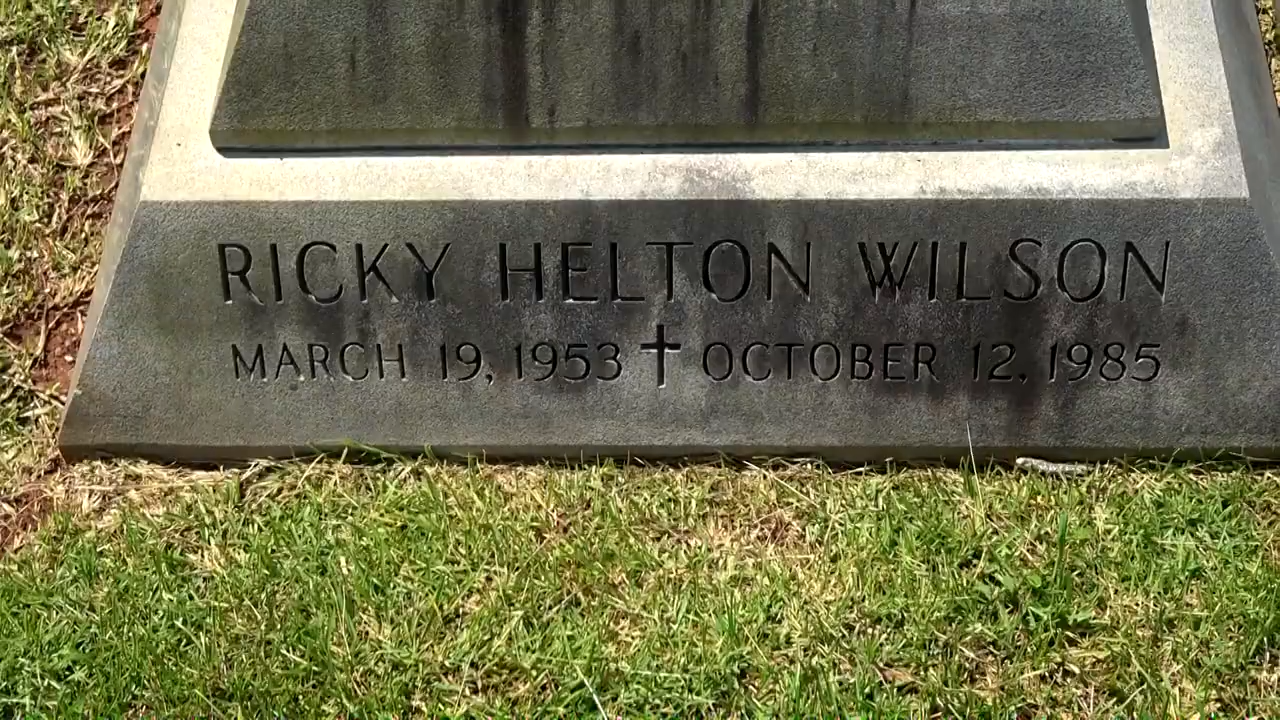 RICKY HELTON WILSON
MARCH 19, 1953 † OCTOBER 12, 1985